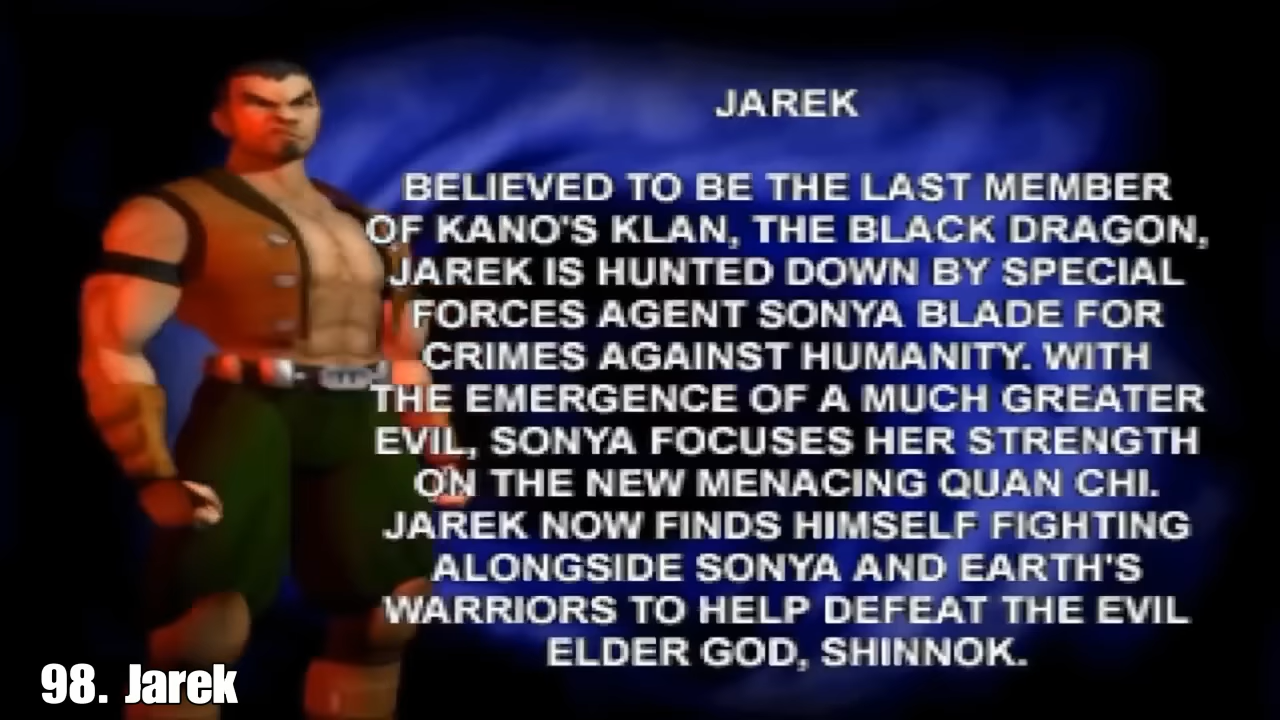 JAREK
BELIEVED TO BE THE LAST MEMBER
OF KANO'S KLAN, THE BLACK DRAGON,
JAREK IS HUNTED DOWN BY SPECIAL
FORCES AGENT SONYA BLADE FOR
CRIMES AGAINST HUMANITY. WITH
THE EMERGENCE OF A MUCH GREATER
EVIL, SONYA FOCUSES HER STRENGTH
ON THE NEW MENACING QUAN CHI.
JAREK NOW FINDS HIMSELF FIGHTING
ALONGSIDE SONYA AND EARTH'S
WARRIORS TO HELP DEFEAT THE EVIL
ELDER GOD, SHINNOK.
98. Jarek